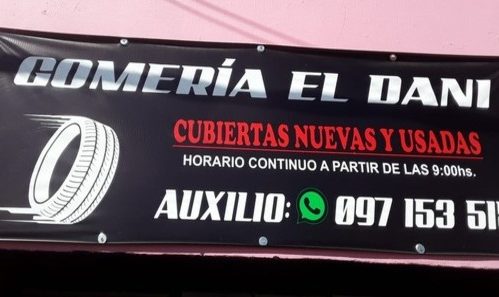 GOMERÍA EL DANI
CUBIERTAS NUEVAS Y USADAS
HORARIO CONTINUO A PARTIR DE LAS 9:00hs.
AUXILIO: 097 153